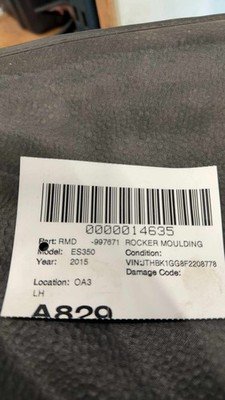 0000014635
Part: RMD -997671 ROCKER MOULDING
Model: ES350 Condition:
Year: 2015 VIN:JTHBK1GG8F2208778
Damage Code:
Location: OA3
LH
A829